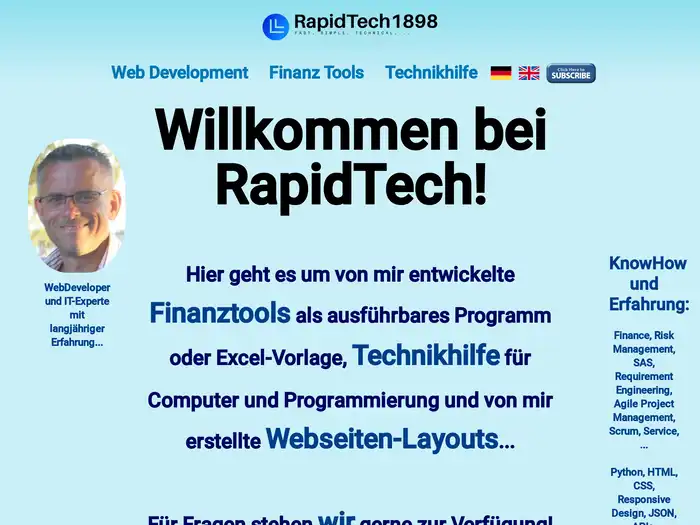 RapidTech1898
FAST. SIMPLE. TECHNICAL...
Web Development Finanz Tools Technikhilfe Click Here to SUBSCRIBE
Willkommen bei
RapidTech!
WebDeveloper
und IT-Experte
mit
langjähriger
Erfahrung...
Hier geht es um von mir entwickelte
Finanztools als ausführbares Programm
oder Excel-Vorlage, Technikhilfe für
Computer und Programmierung und von mir
erstellte Webseiten-Layouts...
Für Fragen stehen wir gerne zur Verfügung!
KnowHow
und
Erfahrung:
Finance, Risk
Management,
SAS,
Requirement
Engineering,
Agile Project
Management,
Scrum, Service,
...
Python, HTML,
CSS,
Responsive
Design, JSON,